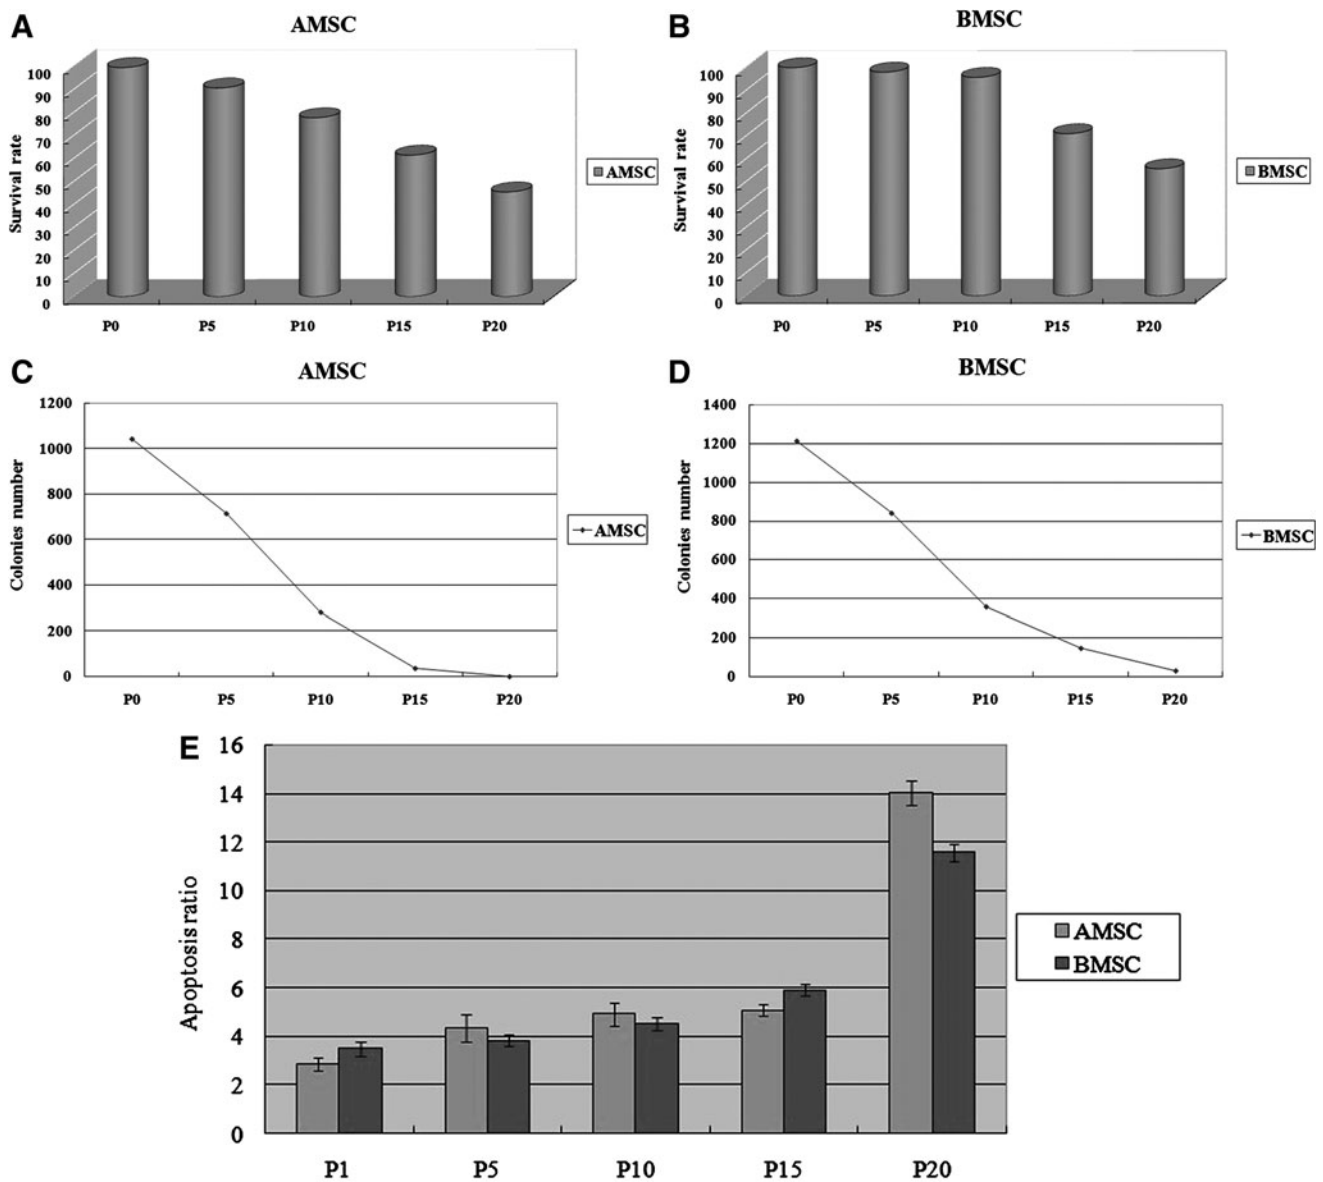 A
AMSC
Survival rate
100
90
80
70
60
50
40
30
20
10
0
P0 P5 P10 P15 P20
AMSC
B
BMSC
Survival rate
100
90
80
70
60
50
40
30
20
10
0
P0 P5 P10 P15 P20
BMSC
C
AMSC
Colonies number
1200
1000
800
600
400
200
0
P0 P5 P10 P15 P20
AMSC
D
BMSC
Colonies number
1400
1200
1000
800
600
400
200
0
P0 P5 P10 P15 P20
BMSC
E
Apoptosis ratio
16
14
12
10
8
6
4
2
0
P1 P5 P10 P15 P20
AMSC
BMSC